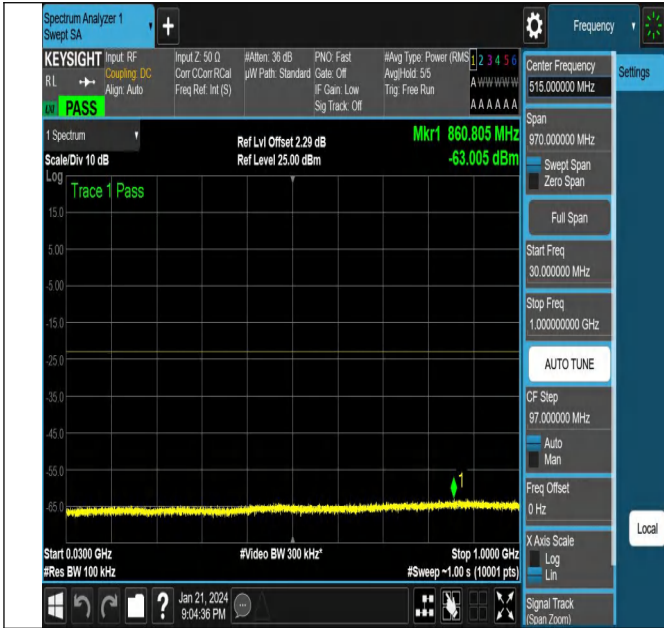 Spectrum Analyzer 1
Swept SA
+
Frequency
KEYSIGHT
RL
LXI
PASS
Input: RF
Coupling: DC
Align: Auto
Input Z: 50 Ω
Corr CCorr RCal
Freq Ref: Int (S)
#Atten: 36 dB
µW Path: Standard
PNO: Fast
Gate: Off
IF Gain: Low
Sig Track: Off
#Avg Type: Power (RMS
Avg|Hold: 5/5
Trig: Free Run
1 2 3 4 5 6
A W W W W W
A A A A A A
Center Frequency
515.000000 MHz
Settings
1 Spectrum
Scale/Div 10 dB
Ref Lvl Offset 2.29 dB
Ref Level 25.00 dBm
Mkr1 860.805 MHz
-63.005 dBm
Span
970.000000 MHz
Swept Span
Zero Span
Full Span
Start Freq
30.000000 MHz
Stop Freq
1.000000000 GHz
AUTO TUNE
CF Step
97.000000 MHz
Auto
Man
Freq Offset
0 Hz
X Axis Scale
Log
Lin
Local
Signal Track
(Span Zoom)
Log
Trace 1 Pass
15.0
5.00
-5.00
-15.0
-25.0
-35.0
-45.0
-55.0
-65.0
1
Start 0.0300 GHz
#Res BW 100 kHz
#Video BW 300 kHz*
Stop 1.0000 GHz
#Sweep ~1.00 s (10001 pts)
?
Jan 21, 2024
9:04:36 PM